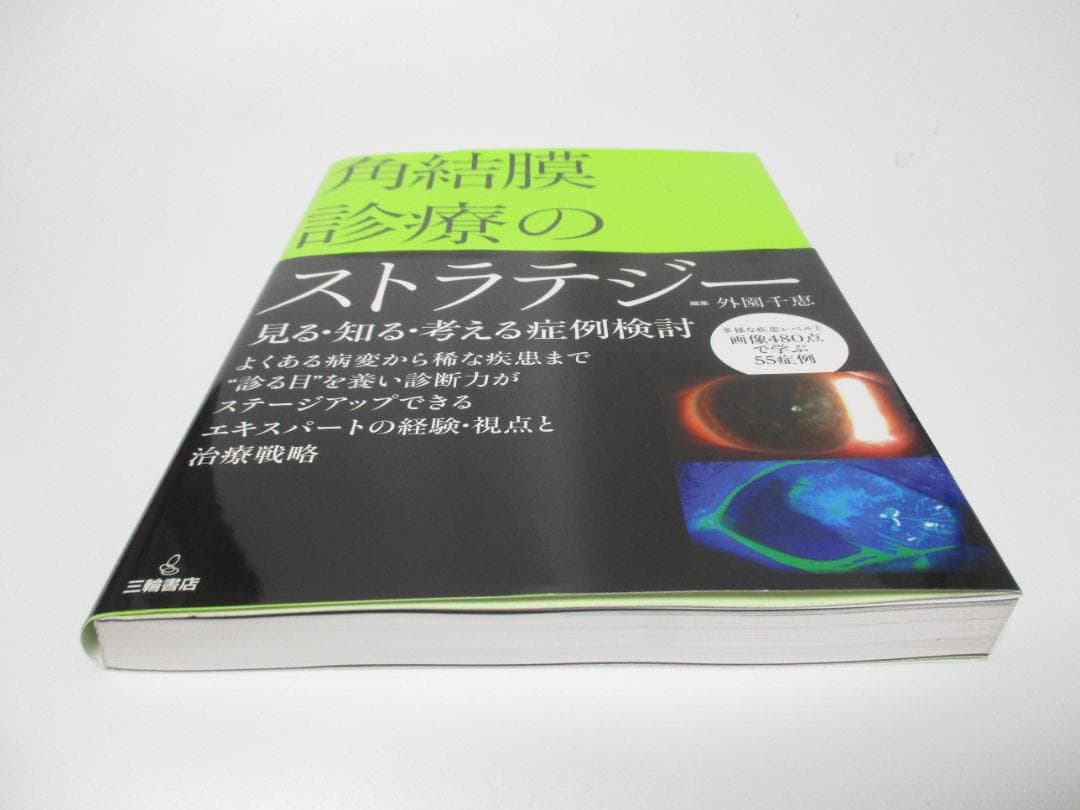 角結膜
診療の
ストラテジー
編集 外園千恵
見る・知る・考える症例検討
多様な疾患レベルと
画像480点
で学ぶ
55症例
よくある病変から稀な疾患まで
“診る目”を養い診断力が
ステージアップできる
エキスパートの経験・視点と
治療戦略
三輪書店